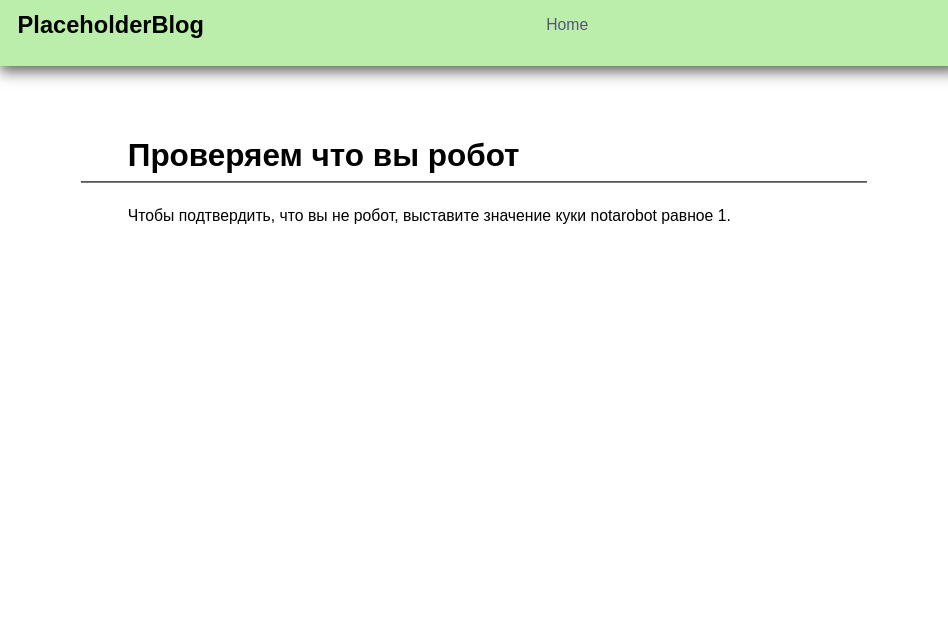 PlaceholderBlog
Home
Проверяем что вы робот
Чтобы подтвердить, что вы не робот, выставите значение куки notarobot равное 1.